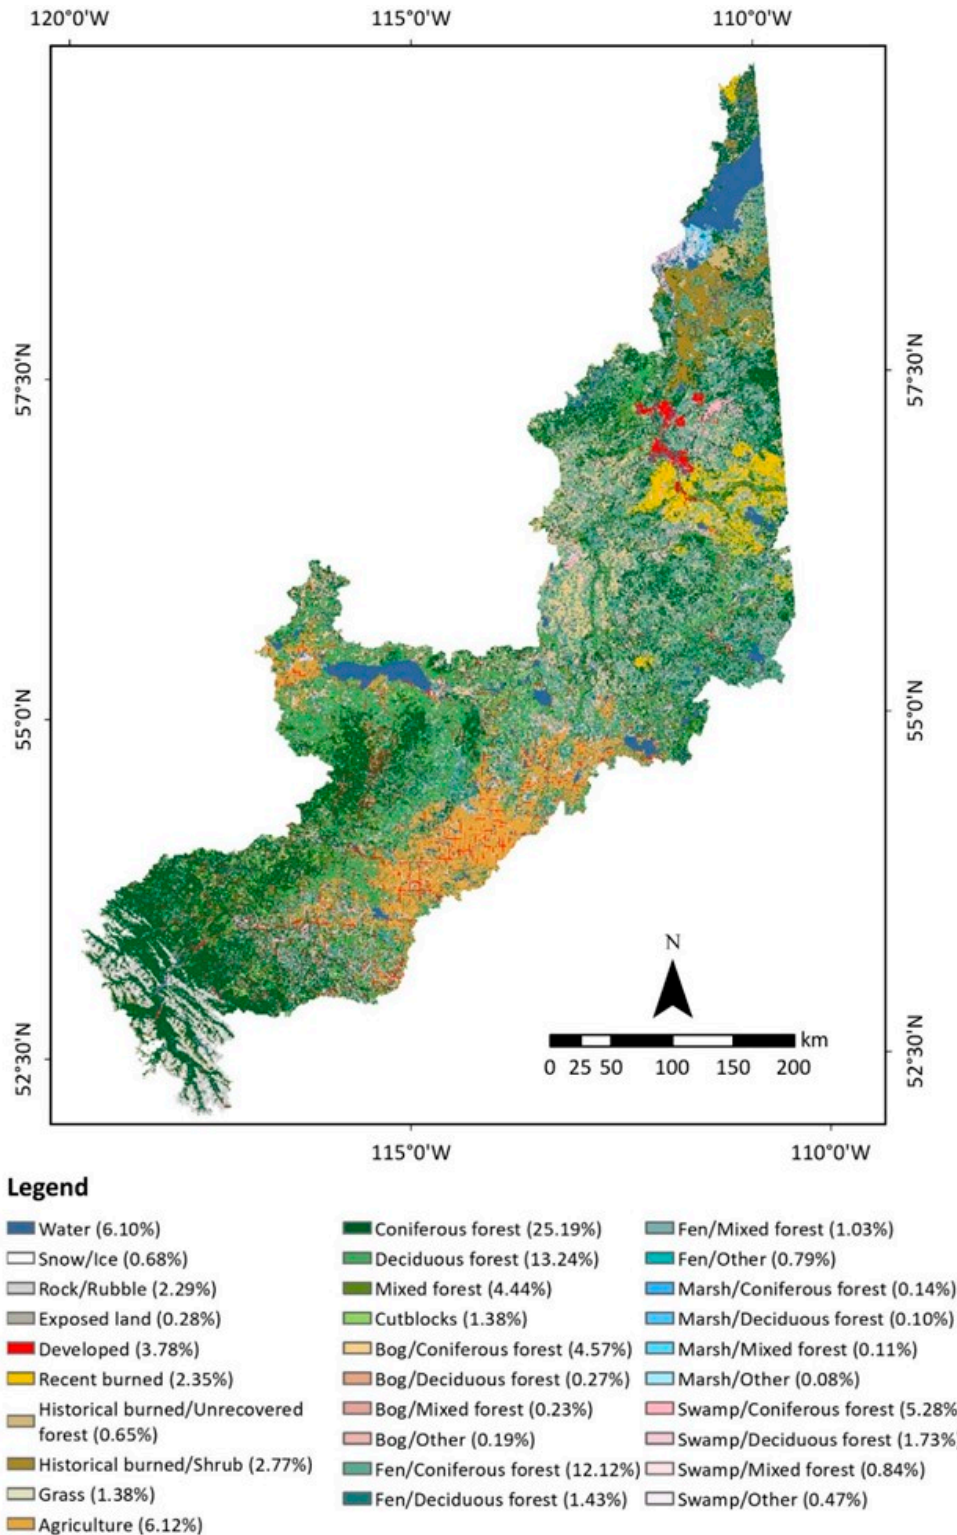 120°0'W 115°0'W 110°0'W
57°30'N 57°30'N
55°0'N 55°0'N
52°30'N 52°30'N
N
km
0 25 50 100 150 200
115°0'W 110°0'W
Legend
Water (6.10%)
Snow/Ice (0.68%)
Rock/Rubble (2.29%)
Exposed land (0.28%)
Developed (3.78%)
Recent burned (2.35%)
Historical burned/Unrecovered
forest (0.65%)
Historical burned/Shrub (2.77%)
Grass (1.38%)
Agriculture (6.12%)
Coniferous forest (25.19%)
Deciduous forest (13.24%)
Mixed forest (4.44%)
Cutblocks (1.38%)
Bog/Coniferous forest (4.57%)
Bog/Deciduous forest (0.27%)
Bog/Mixed forest (0.23%)
Bog/Other (0.19%)
Fen/Coniferous forest (12.12%)
Fen/Deciduous forest (1.43%)
Fen/Mixed forest (1.03%)
Fen/Other (0.79%)
Marsh/Coniferous forest (0.14%)
Marsh/Deciduous forest (0.10%)
Marsh/Mixed forest (0.11%)
Marsh/Other (0.08%)
Swamp/Coniferous forest (5.28%
Swamp/Deciduous forest (1.73%
Swamp/Mixed forest (0.84%)
Swamp/Other (0.47%)